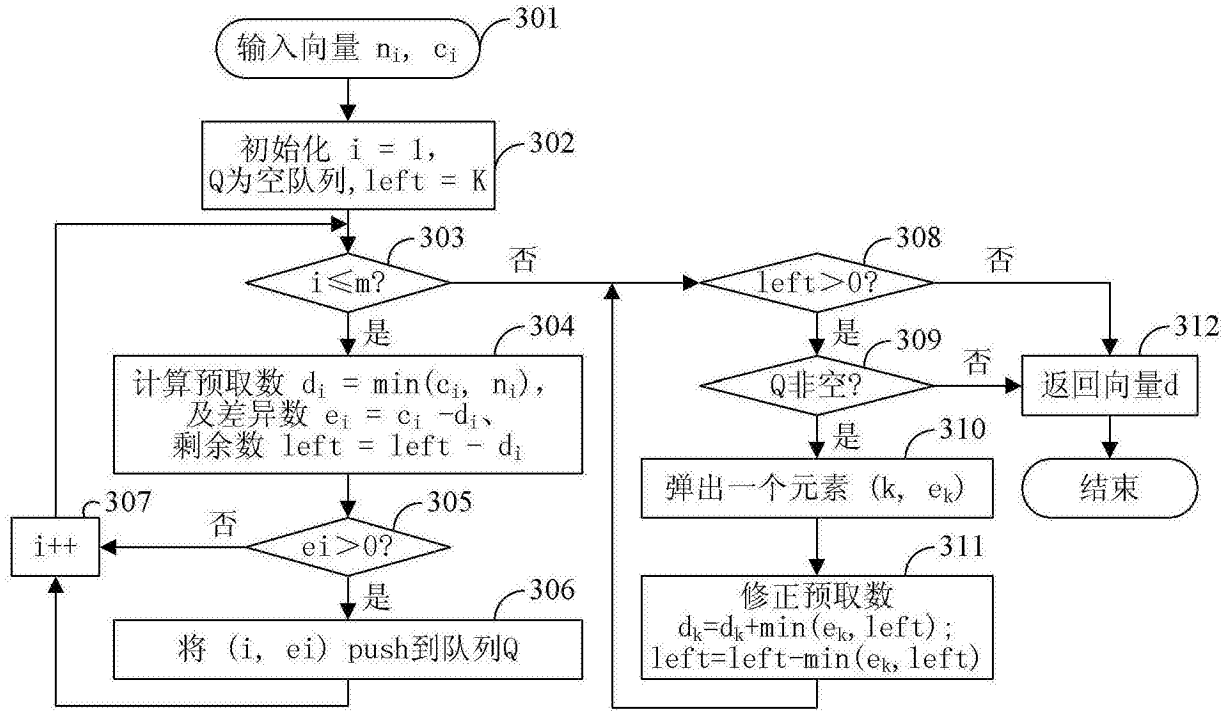 301
输入向量 nᵢ, cᵢ
302
初始化 i = 1,
Q为空队列,left = K
303
i≤m?
否
是
304
计算预取数 dᵢ = min(cᵢ, nᵢ),
及差异数 eᵢ = cᵢ -dᵢ、
剩余数 left = left - dᵢ
305
ei>0?
否
是
307
i++
306
将 (i, ei) push到队列Q
308
left>0?
否
是
309
Q非空?
否
是
310
弹出一个元素 (k, eₖ)
311
修正预取数
dₖ=dₖ+min(eₖ,left);
left=left-min(eₖ,left)
312
返回向量d
结束